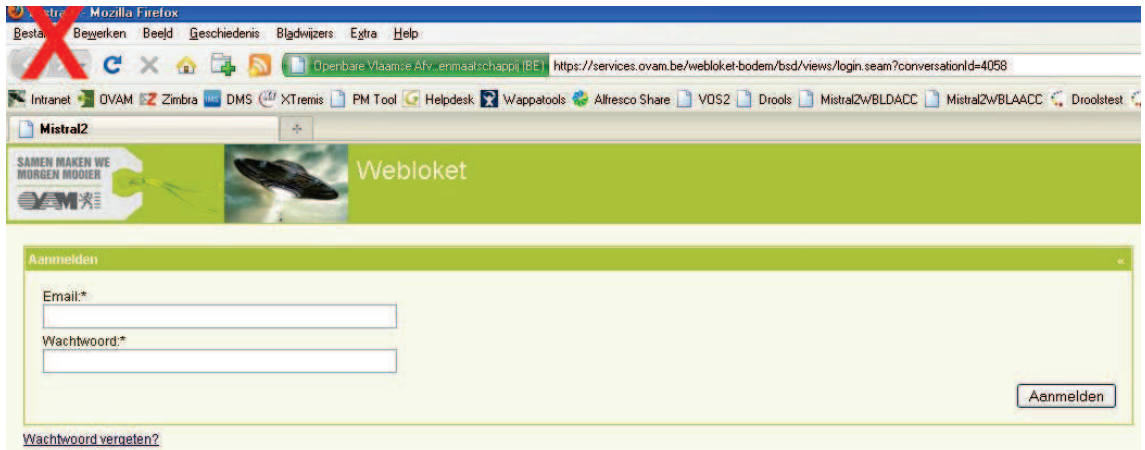 Mozilla Firefox
Bewerken Beeld Geschiedenis Bladwijzers Extra Help
Openbare Vlaamse Afv...enmaatschappij (BE) https://services.ovam.be/webloket-bodem/bsd/views/login.seam?conversationId=4058
Intranet OVAM Zimbra DMS XTremis PM Tool Helpdesk Wappatools Alfresco Share VOS2 Drools Mistral2WBLDACC Mistral2WBLAACC Droolstest
Mistral2
SAMEN MAKEN WE
MORGEN MOOIER
OVAM
Webloket
Aanmelden «
Email:*
Wachtwoord:*
Aanmelden
Wachtwoord vergeten?